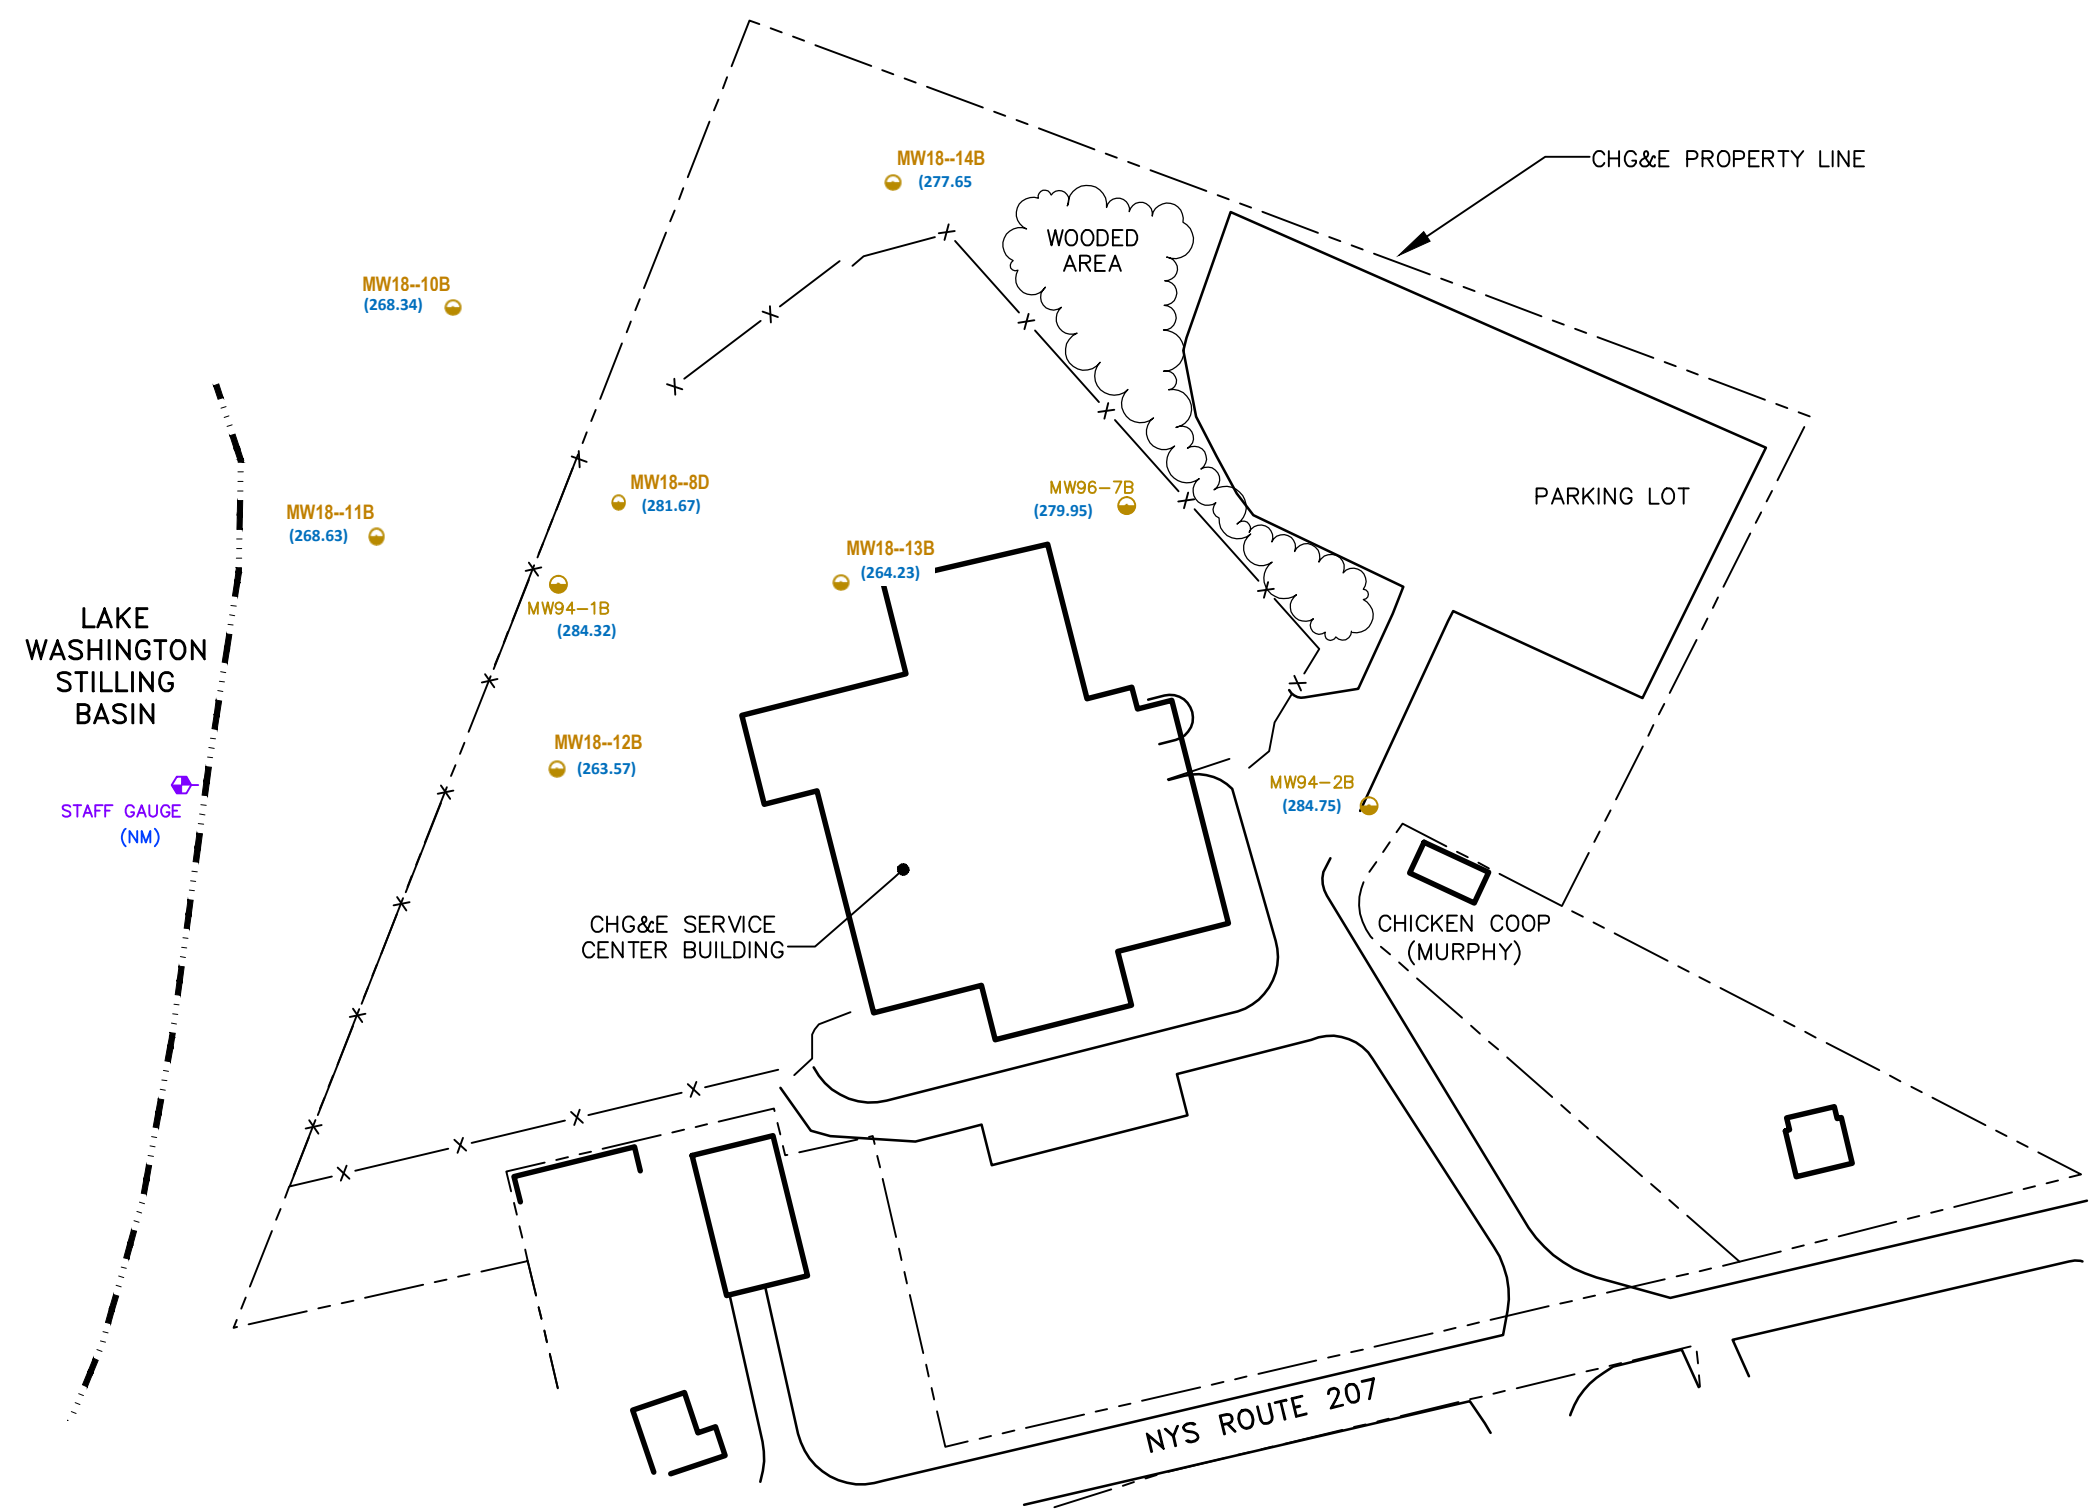 MW18--14B
(277.65
CHG&E PROPERTY LINE
WOODED
AREA
MW18--10B
(268.34)
MW18--8D
(281.67)
MW96-7B
(279.95)
PARKING LOT
MW18--11B
(268.63)
MW18--13B
(264.23)
MW94-1B
(284.32)
LAKE
WASHINGTON
STILLING
BASIN
MW18--12B
(263.57)
STAFF GAUGE
(NM)
MW94-2B
(284.75)
CHG&E SERVICE
CENTER BUILDING
CHICKEN COOP
(MURPHY)
NYS ROUTE 207